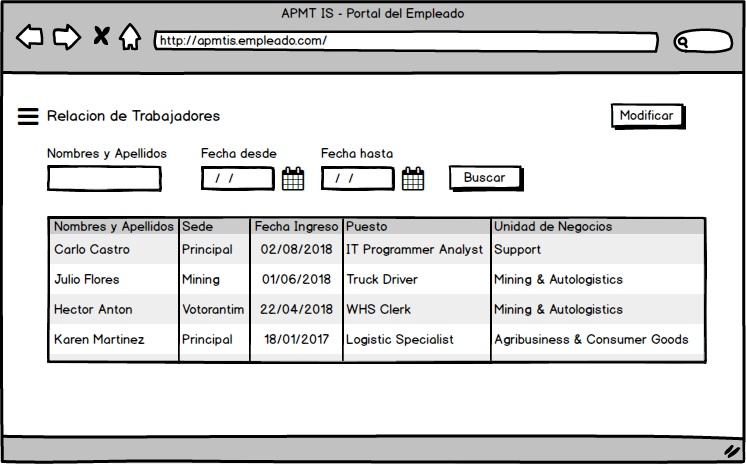 APMT IS - Portal del Empleado
http://apmtis.empleado.com/
Relacion de Trabajadores
Modificar
Nombres y Apellidos Fecha desde Fecha hasta
/ / / / Buscar
Nombres y Apellidos Sede Fecha Ingreso Puesto Unidad de Negocios
Carlo Castro Principal 02/08/2018 IT Programmer Analyst Support
Julio Flores Mining 01/06/2018 Truck Driver Mining & Autologistics
Hector Anton Votorantim 22/04/2018 WHS Clerk Mining & Autologistics
Karen Martinez Principal 18/01/2017 Logistic Specialist Agribusiness & Consumer Goods